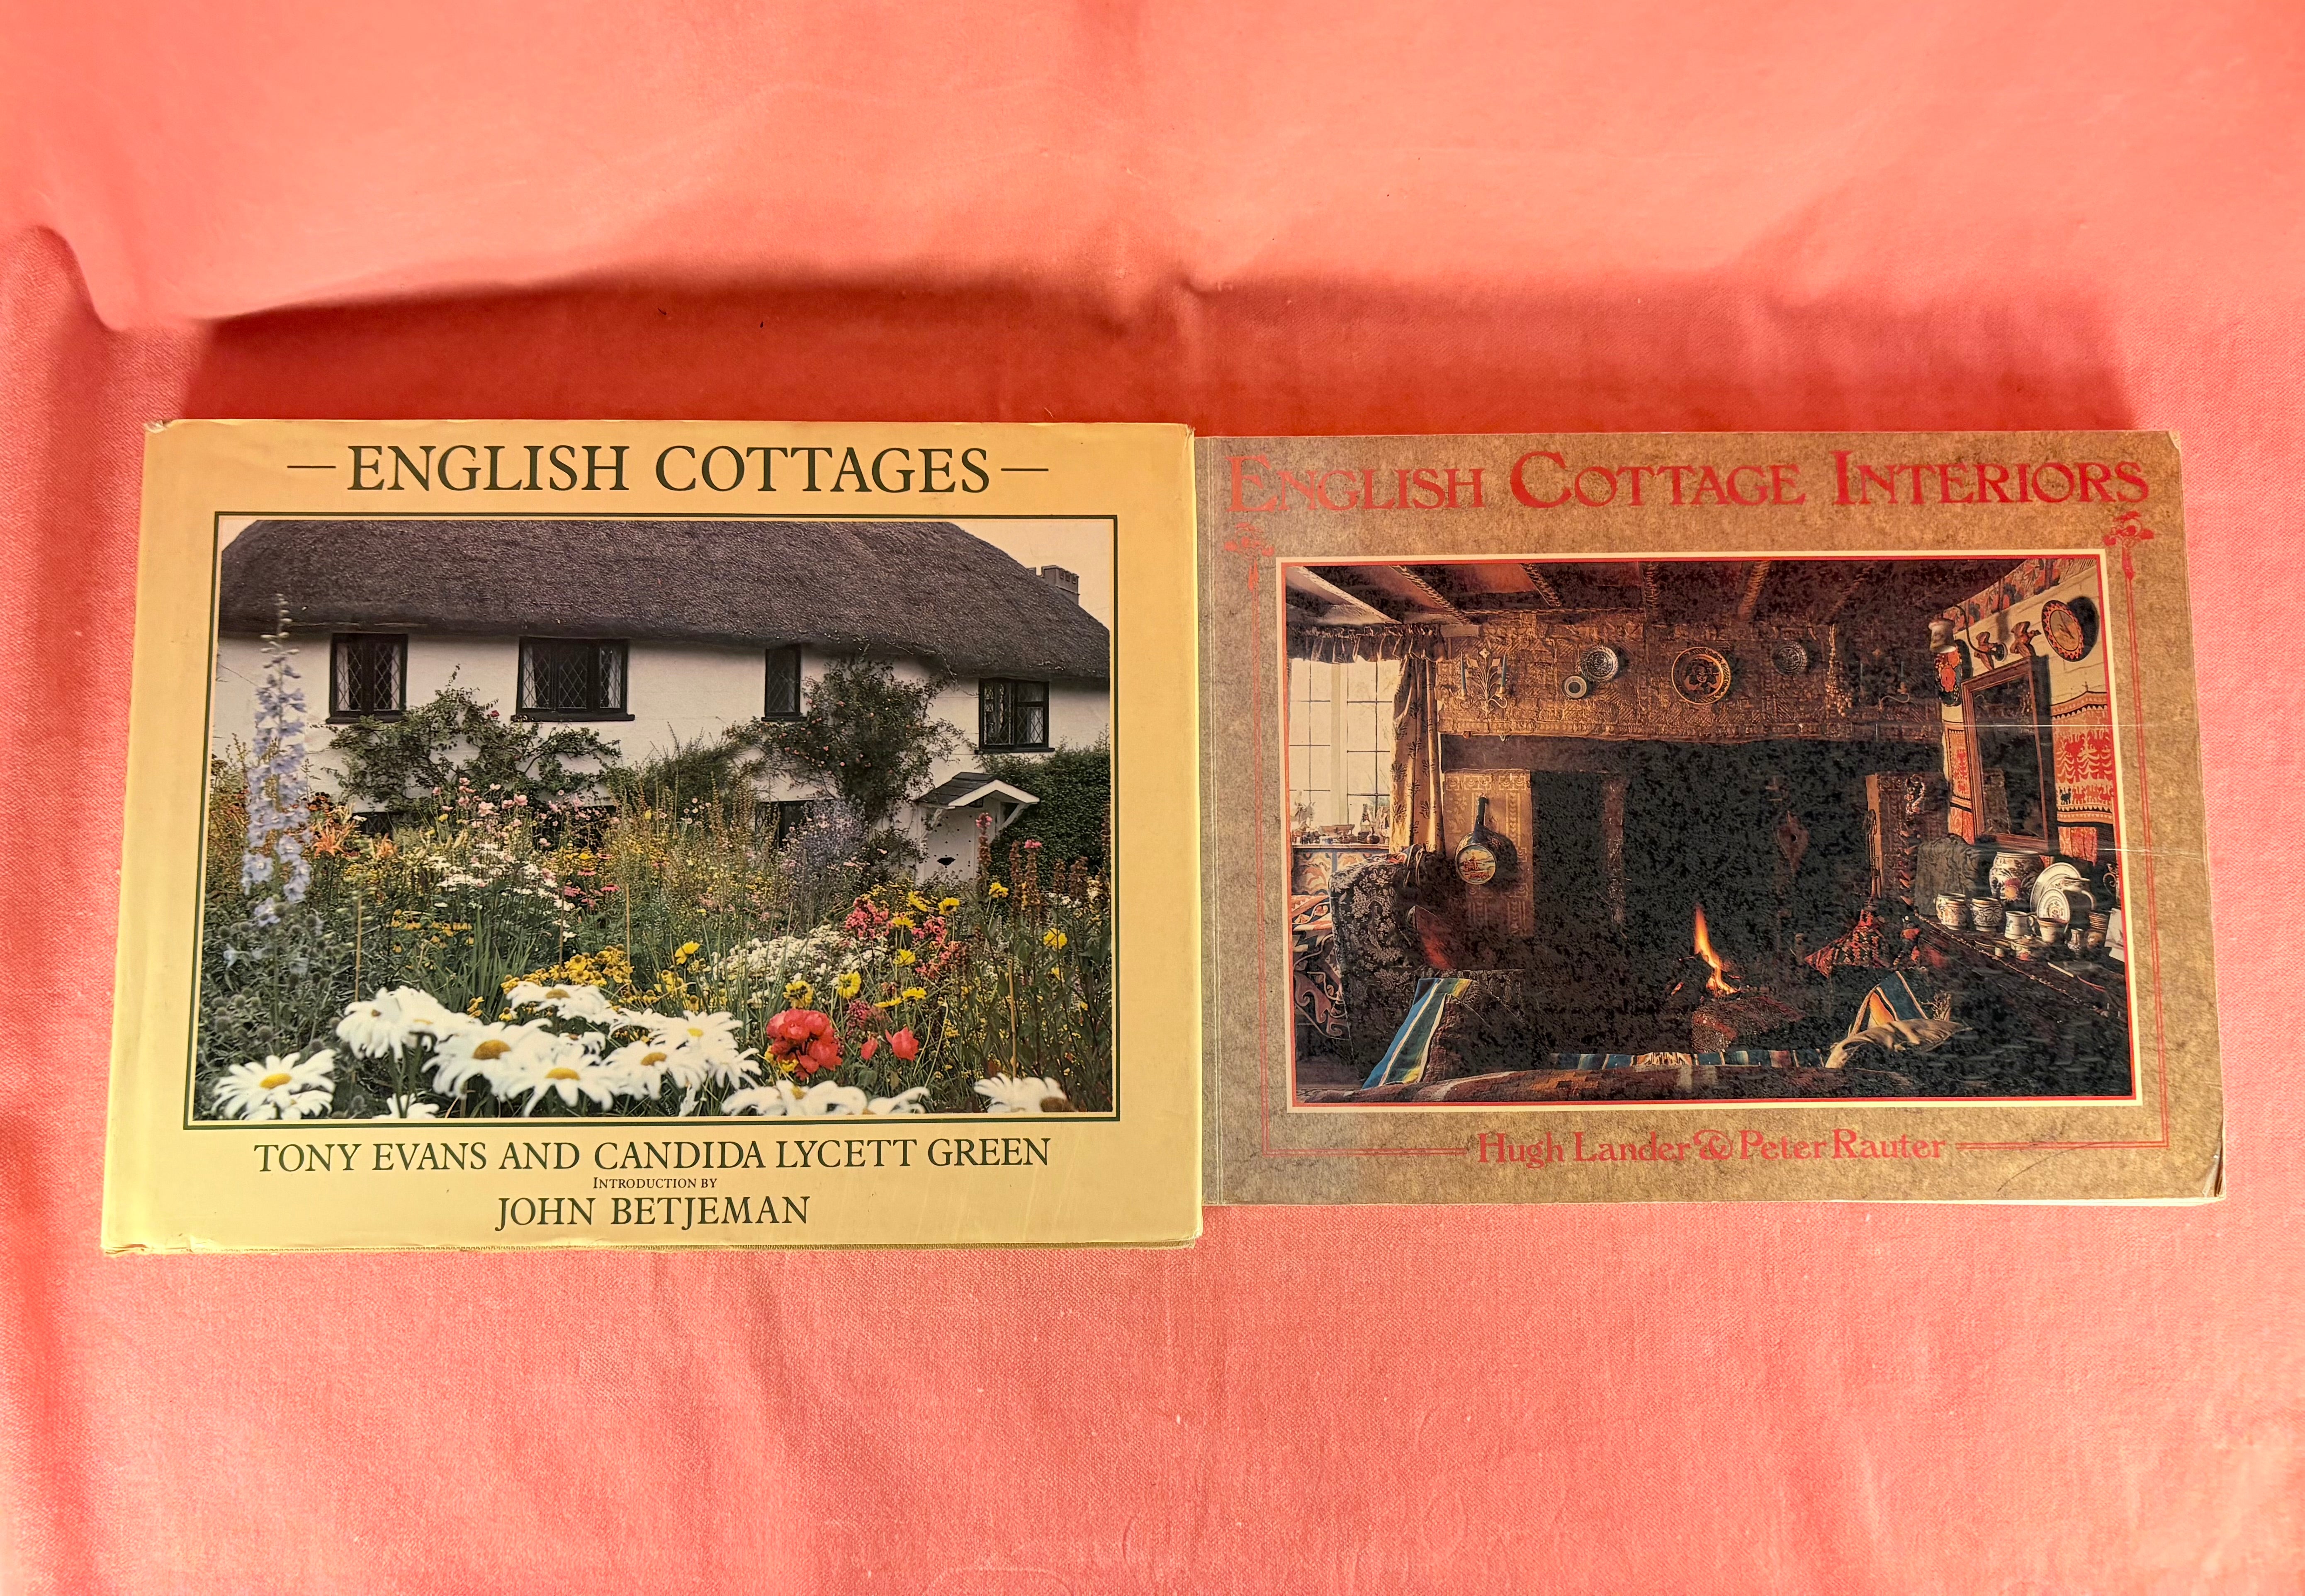 — ENGLISH COTTAGES —
TONY EVANS AND CANDIDA LYCETT GREEN
INTRODUCTION BY
JOHN BETJEMAN
ENGLISH COTTAGE INTERIORS
Hugh Lander & Peter Rauter